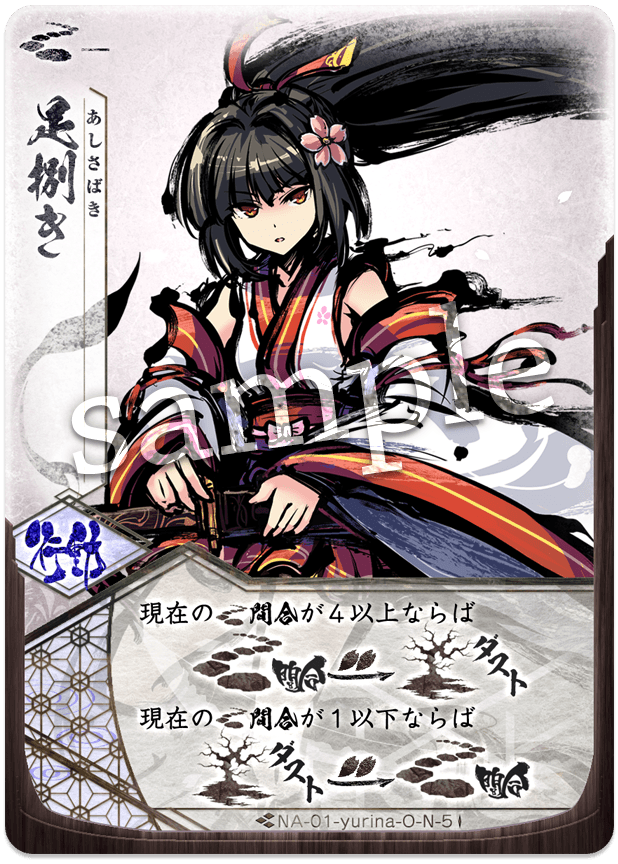 足捌き
あしさばき
sample
行動
現在の間合が4以上ならば
間合
ダスト
現在の間合が1以下ならば
ダスト
間合
NA-01-yurina-O-N-5